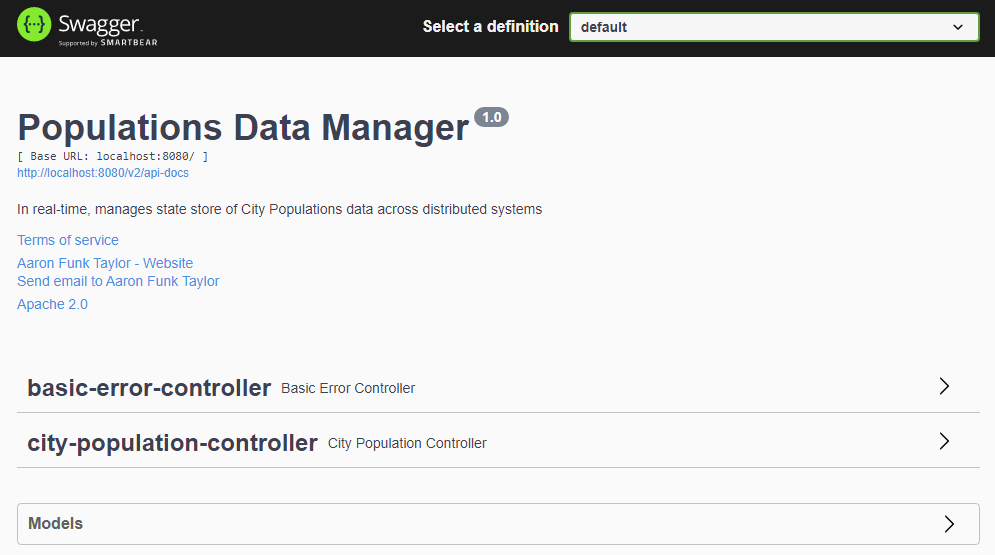 Swagger
Supported by SMARTBEAR
Select a definition
default
Populations Data Manager 1.0
[ Base URL: localhost:8080/ ]
http://localhost:8080/v2/api-docs
In real-time, manages state store of City Populations data across distributed systems
Terms of service
Aaron Funk Taylor - Website
Send email to Aaron Funk Taylor
Apache 2.0
basic-error-controller Basic Error Controller
city-population-controller City Population Controller
Models